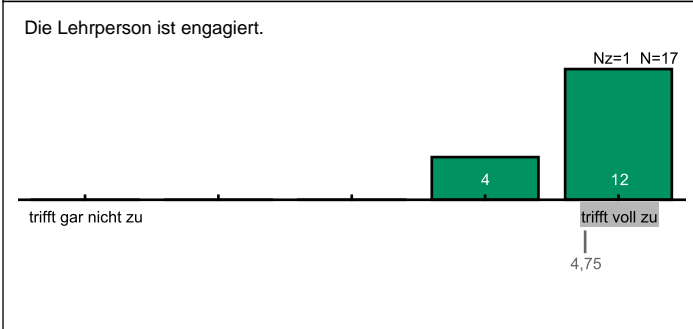 Die Lehrperson ist engagiert.
Nz=1 N=17
4 12
trifft gar nicht zu trifft voll zu
4,75